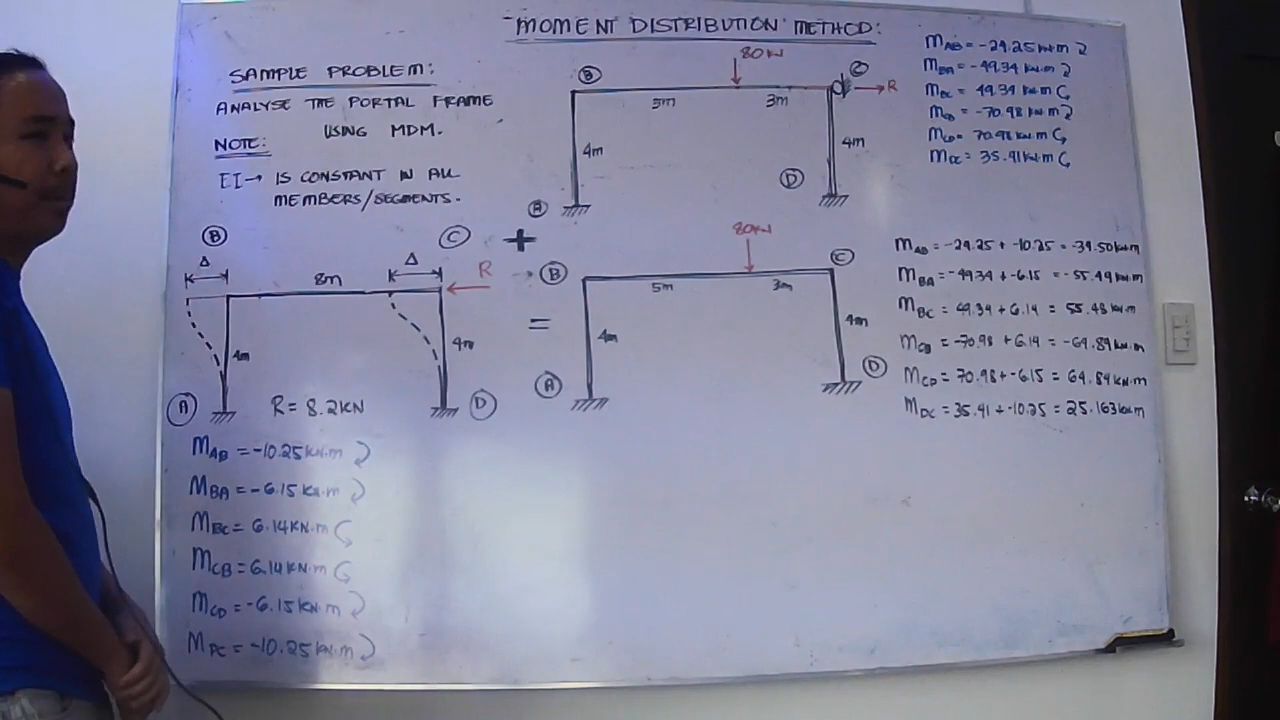 "MOMENT DISTRIBUTION" METHOD:
SAMPLE PROBLEM:
ANALYSE THE PORTAL FRAME
USING MDM.
NOTE:
EI→ IS CONSTANT IN ALL
MEMBERS/SEGMENTS.
80KN
B
C
R
5m
3m
4m
4m
D
A
MAB = -29.25 KN·m
MBA = -49.34 KN·m
MBC = 49.34 KN·m
MCB = -70.98 KN·m
MCD = 70.98 KN·m
MDC = 35.41 KN·m
B
C
+
Δ
Δ
8m
R
4m
4m
A
D
R = 8.2KN
=
80KN
B
C
5m
3m
4m
4m
A
D
MAB = -29.25 + -10.25 = -39.50 KN·m
MBA = -49.34 + -6.15 = -55.49 KN·m
MBC = 49.34 + 6.14 = 55.48 KN·m
MCB = -70.98 + 6.14 = -64.84 KN·m
MCD = 70.98 + -6.15 = 64.84 KN·m
MDC = 35.41 + -10.25 = 25.163 KN·m
MAB = -10.25 KN·m
MBA = -6.15 KN·m
MBC = 6.14 KN·m
MCB = 6.14 KN·m
MCD = -6.15 KN·m
MDC = -10.25 KN·m